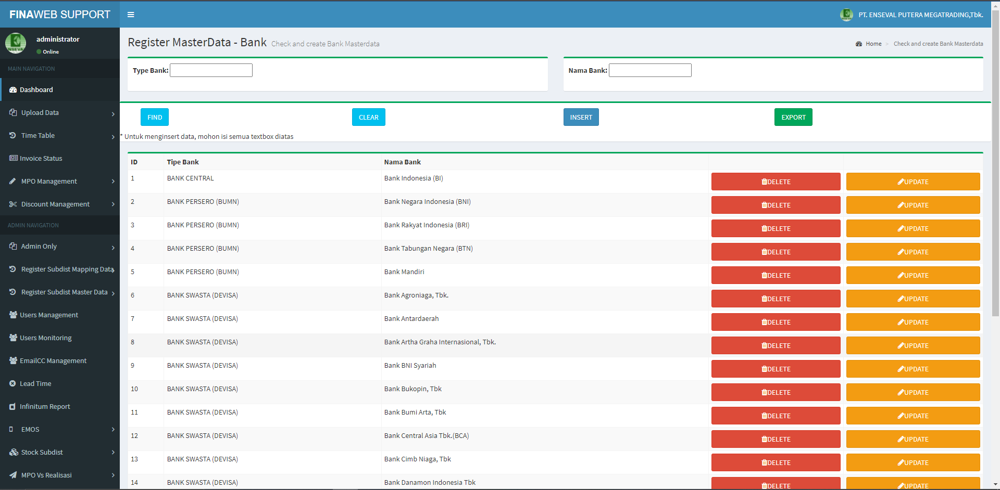 FINAWEB SUPPORT
PT. ENSEVAL PUTERA MEGATRADING,Tbk.
administrator
Online
MAIN NAVIGATION
Dashboard
Upload Data
Time Table
Invoice Status
MPO Management
Discount Management
ADMIN NAVIGATION
Admin Only
Register Subdist Mapping Data
Register Subdist Master Data
Users Management
Users Monitoring
EmailCC Management
Lead Time
Infinitum Report
EMOS
Stock Subdist
MPO Vs Realisasi
Register MasterData - Bank Check and create Bank Masterdata
Home > Check and create Bank Masterdata
Type Bank:
Nama Bank:
FIND CLEAR INSERT EXPORT
* Untuk menginsert data, mohon isi semua textbox diatas
ID Tipe Bank Nama Bank
1 BANK CENTRAL Bank Indonesia (BI) DELETE UPDATE
2 BANK PERSERO (BUMN) Bank Negara Indonesia (BNI) DELETE UPDATE
3 BANK PERSERO (BUMN) Bank Rakyat Indonesia (BRI) DELETE UPDATE
4 BANK PERSERO (BUMN) Bank Tabungan Negara (BTN) DELETE UPDATE
5 BANK PERSERO (BUMN) Bank Mandiri DELETE UPDATE
6 BANK SWASTA (DEVISA) Bank Agroniaga, Tbk. DELETE UPDATE
7 BANK SWASTA (DEVISA) Bank Antardaerah DELETE UPDATE
8 BANK SWASTA (DEVISA) Bank Artha Graha Internasional, Tbk. DELETE UPDATE
9 BANK SWASTA (DEVISA) Bank BNI Syariah DELETE UPDATE
10 BANK SWASTA (DEVISA) Bank Bukopin, Tbk DELETE UPDATE
11 BANK SWASTA (DEVISA) Bank Bumi Arta, Tbk DELETE UPDATE
12 BANK SWASTA (DEVISA) Bank Central Asia Tbk.(BCA) DELETE UPDATE
13 BANK SWASTA (DEVISA) Bank Cimb Niaga, Tbk DELETE UPDATE
14 BANK SWASTA (DEVISA) Bank Danamon Indonesia Tbk DELETE UPDATE